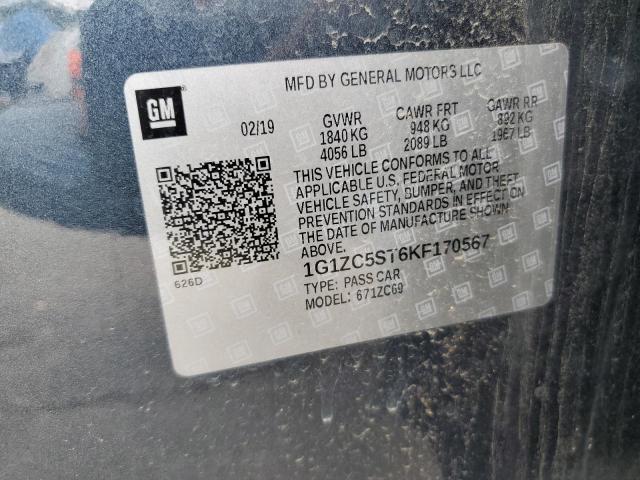 MFD BY GENERAL MOTORS LLC
GM
02/19
GVWR
1840 KG
4056 LB
GAWR FRT
948 KG
2089 LB
GAWR RR
892 KG
1967 LB
THIS VEHICLE CONFORMS TO ALL
APPLICABLE U.S. FEDERAL MOTOR
VEHICLE SAFETY, BUMPER, AND THEFT
PREVENTION STANDARDS IN EFFECT ON
THE DATE OF MANUFACTURE SHOWN
ABOVE.
1G1ZC5ST6KF170567
TYPE: PASS CAR
MODEL: 671ZC69
626D